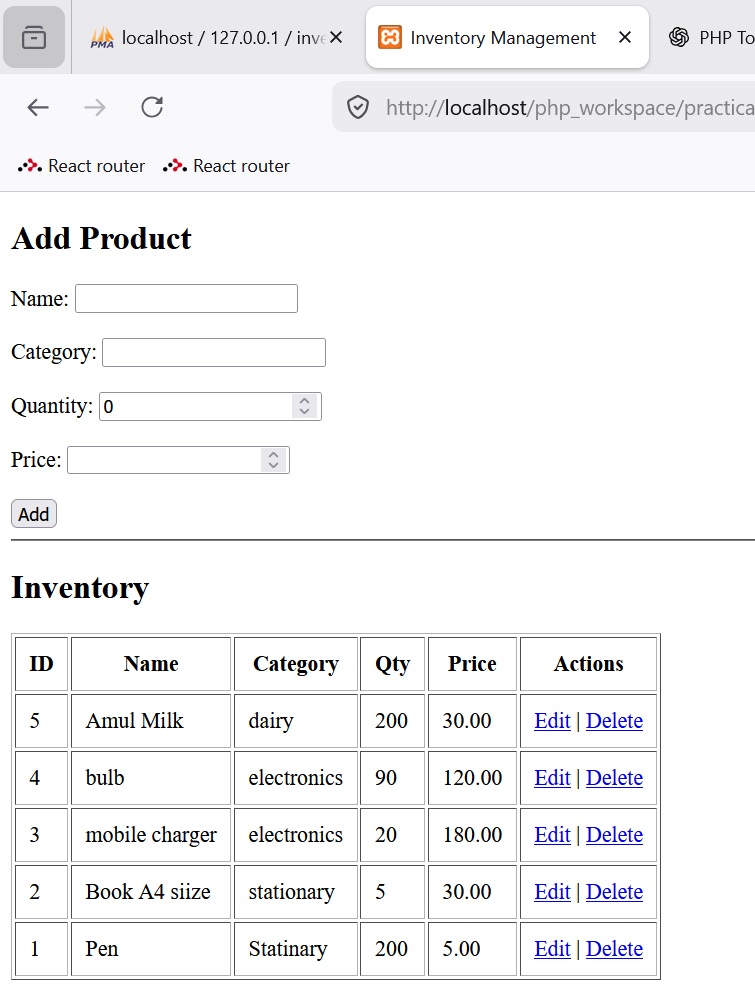 PMA localhost / 127.0.0.1 / inve Inventory Management PHP To
http://localhost/php_workspace/practica
React router React router
Add Product
Name:
Category:
Quantity: 0
Price:
Add
Inventory
ID Name Category Qty Price Actions
5 Amul Milk dairy 200 30.00 Edit | Delete
4 bulb electronics 90 120.00 Edit | Delete
3 mobile charger electronics 20 180.00 Edit | Delete
2 Book A4 siize stationary 5 30.00 Edit | Delete
1 Pen Statinary 200 5.00 Edit | Delete